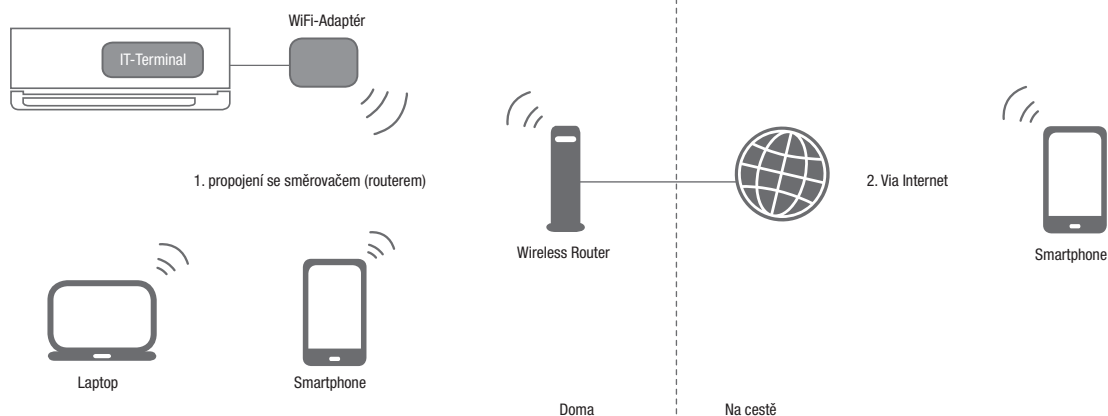 WiFi-Adaptér
IT-Terminal
1. propojení se směrovačem (routerem)
2. Via Internet
Wireless Router
Smartphone
Laptop
Smartphone
Doma
Na cestě